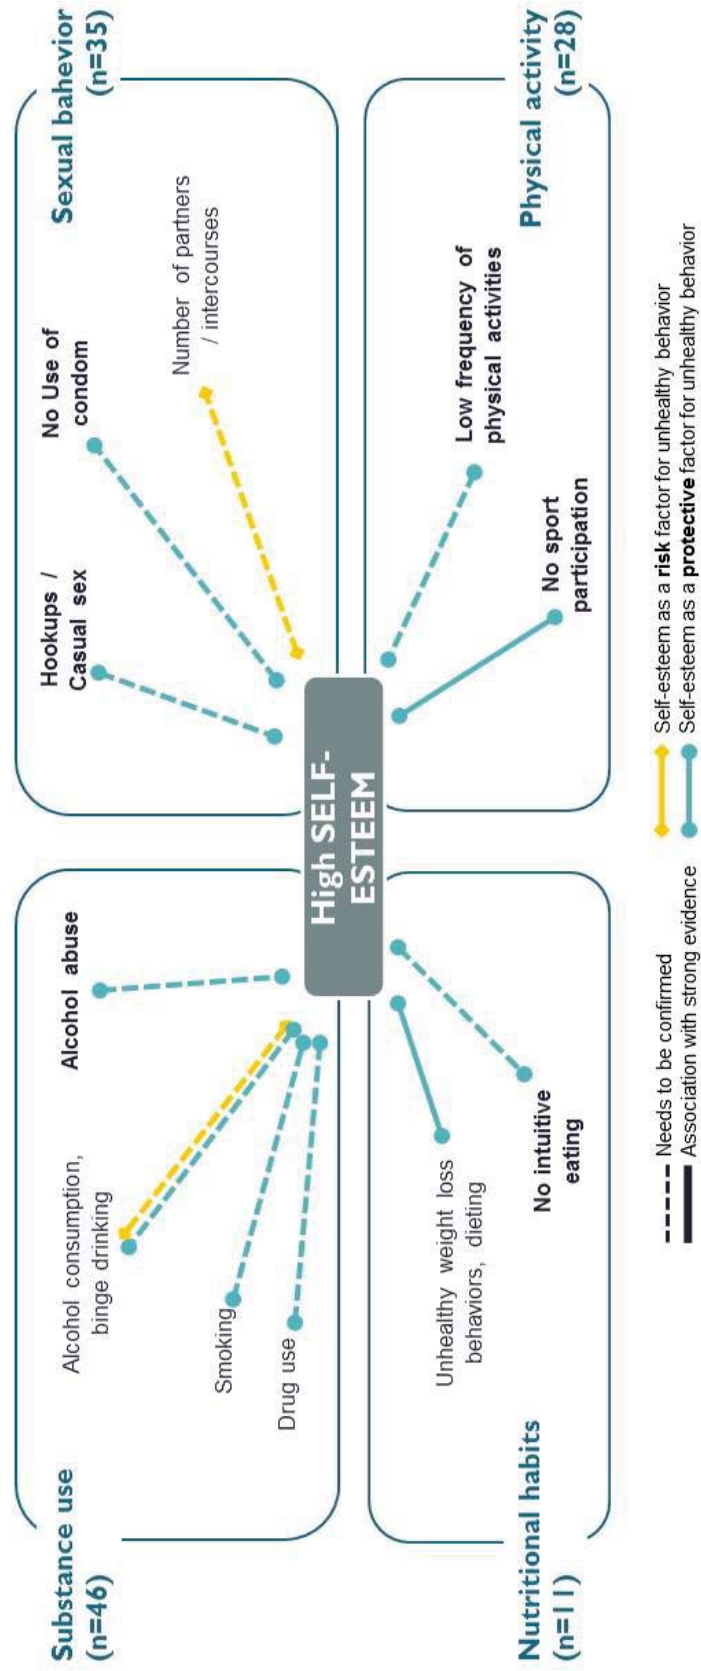 Substance use
(n=46)
Alcohol consumption,
binge drinking
Alcohol abuse
Smoking
Drug use
Sexual bahevior
(n=35)
Hookups /
Casual sex
No Use of
condom
Number of partners
/ intercourses
High SELF-
ESTEEM
Nutritional habits
(n=11)
Unhealthy weight loss
behaviors, dieting
No intuitive
eating
Physical activity
(n=28)
Low frequency of
physical activities
No sport
participation
Needs to be confirmed
Association with strong evidence
Self-esteem as a risk factor for unhealthy behavior
Self-esteem as a protective factor for unhealthy behavior